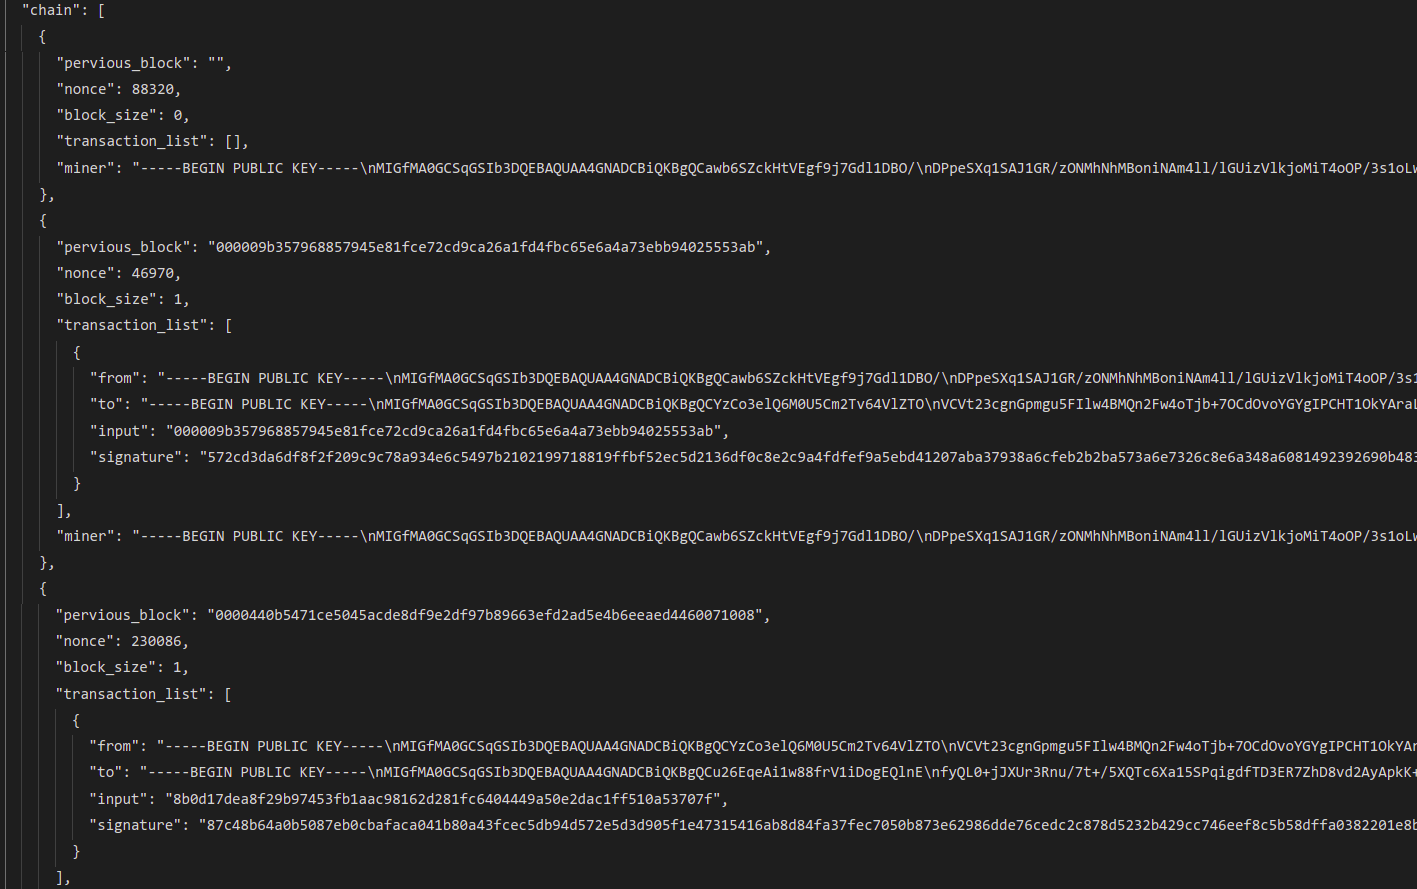 "chain": [
{
"pervious_block": "",
"nonce": 88320,
"block_size": 0,
"transaction_list": [],
"miner": "-----BEGIN PUBLIC KEY-----\nMIGfMA0GCSqGSIb3DQEBAQUAA4GNADCBiQKBgQCawb6SZckHtVEgf9j7Gdl1DBO/\nDPpeSXq1SAJ1GR/zONMhNhMBoniNAm4ll/lGUizVlkjoMiT4oOP/3s1oLw
},
{
"pervious_block": "000009b357968857945e81fce72cd9ca26a1fd4fbc65e6a4a73ebb94025553ab",
"nonce": 46970,
"block_size": 1,
"transaction_list": [
{
"from": "-----BEGIN PUBLIC KEY-----\nMIGfMA0GCSqGSIb3DQEBAQUAA4GNADCBiQKBgQCawb6SZckHtVEgf9j7Gdl1DBO/\nDPpeSXq1SAJ1GR/zONMhNhMBoniNAm4ll/lGUizVlkjoMiT4oOP/3s1
"to": "-----BEGIN PUBLIC KEY-----\nMIGfMA0GCSqGSIb3DQEBAQUAA4GNADCBiQKBgQCYzCo3elQ6M0U5Cm2Tv64VlZTO\nVCVt23cgnGpmgu5FIlw4BMQn2Fw4oTjb+7OCdOvoYGYgIPCHT1OkYAraL
"input": "000009b357968857945e81fce72cd9ca26a1fd4fbc65e6a4a73ebb94025553ab",
"signature": "572cd3da6df8f2f209c9c78a934e6c5497b2102199718819ffbf52ec5d2136df0c8e2c9a4fdfef9a5ebd41207aba37938a6cfeb2b2ba573a6e7326c8e6a348a6081492392690b483
}
],
"miner": "-----BEGIN PUBLIC KEY-----\nMIGfMA0GCSqGSIb3DQEBAQUAA4GNADCBiQKBgQCawb6SZckHtVEgf9j7Gdl1DBO/\nDPpeSXq1SAJ1GR/zONMhNhMBoniNAm4ll/lGUizVlkjoMiT4oOP/3s1oLw
},
{
"pervious_block": "0000440b5471ce5045acde8df9e2df97b89663efd2ad5e4b6eeaed4460071008",
"nonce": 230086,
"block_size": 1,
"transaction_list": [
{
"from": "-----BEGIN PUBLIC KEY-----\nMIGfMA0GCSqGSIb3DQEBAQUAA4GNADCBiQKBgQCYzCo3elQ6M0U5Cm2Tv64VlZTO\nVCVt23cgnGpmgu5FIlw4BMQn2Fw4oTjb+7OCdOvoYGYgIPCHT1OkYAr
"to": "-----BEGIN PUBLIC KEY-----\nMIGfMA0GCSqGSIb3DQEBAQUAA4GNADCBiQKBgQCu26EqeAi1w88frV1iDogEQlnE\nfyQL0+jJXUr3Rnu/7t+/5XQTc6Xa15SPqigdfTD3ER7ZhD8vd2AyApkK+
"input": "8b0d17dea8f29b97453fb1aac98162d281fc6404449a50e2dac1ff510a53707f",
"signature": "87c48b64a0b5087eb0cbafaca041b80a43fcec5db94d572e5d3d905f1e47315416ab8d84fa37fec7050b873e62986dde76cedc2c878d5232b429cc746eef8c5b58dffa0382201e8b
}
],